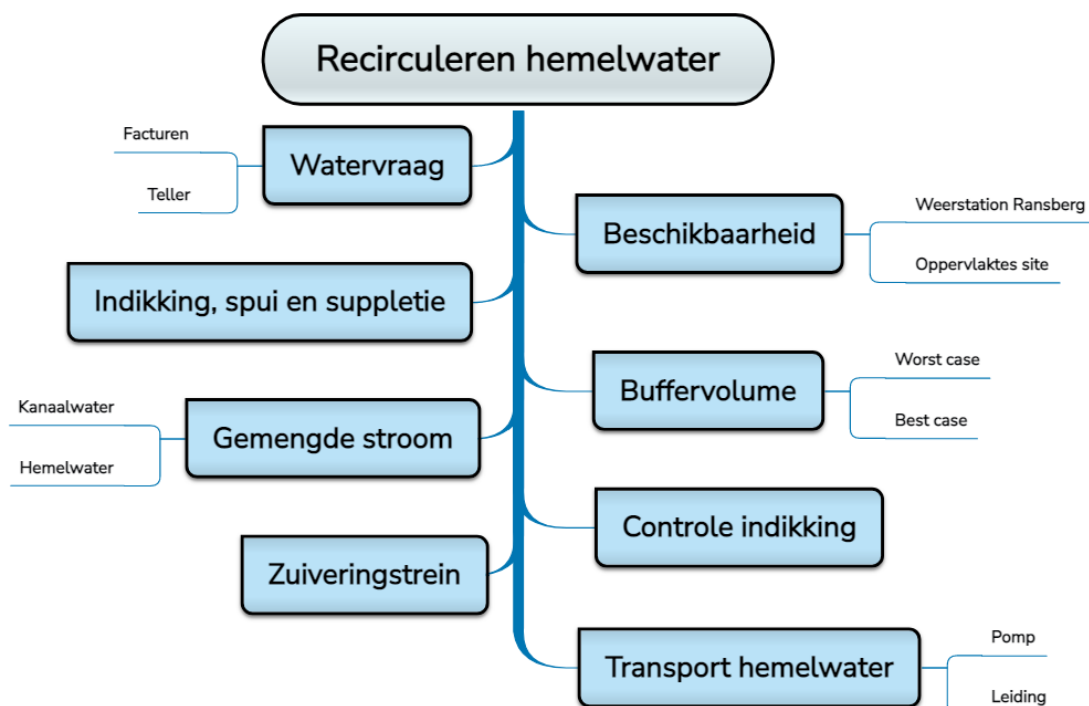 Recirculeren hemelwater
Facturen
Watervraag
Teller
Weerstation Ransberg
Beschikbaarheid
Oppervlaktes site
Indikking, spui en suppletie
Worst case
Buffervolume
Best case
Kanaalwater
Gemengde stroom
Hemelwater
Controle indikking
Zuiveringstrein
Pomp
Transport hemelwater
Leiding